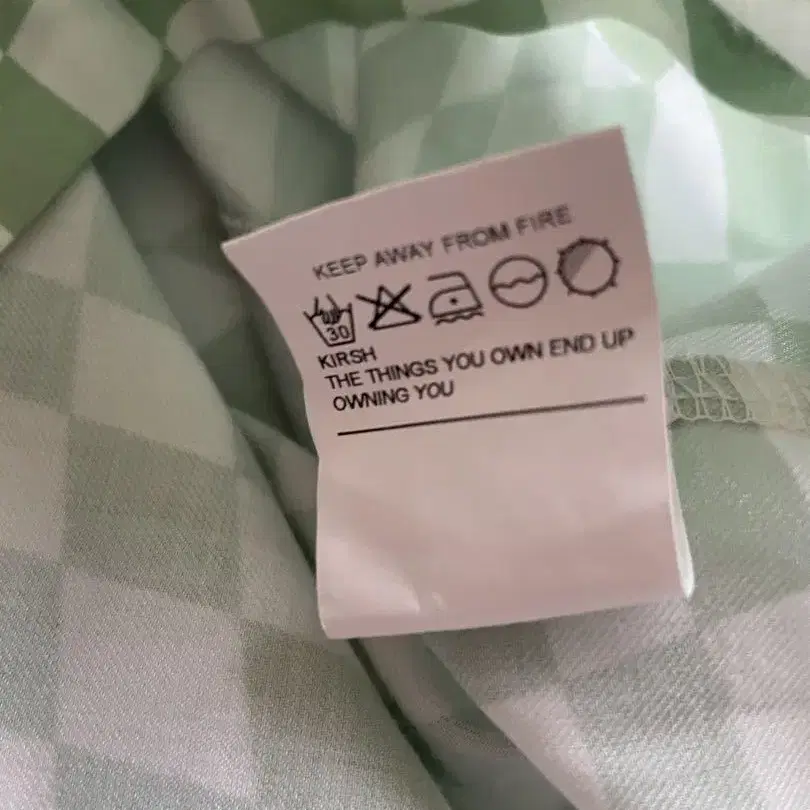 KEEP AWAY FROM FIRE
30
KIRSH
THE THINGS YOU OWN END UP
OWNING YOU